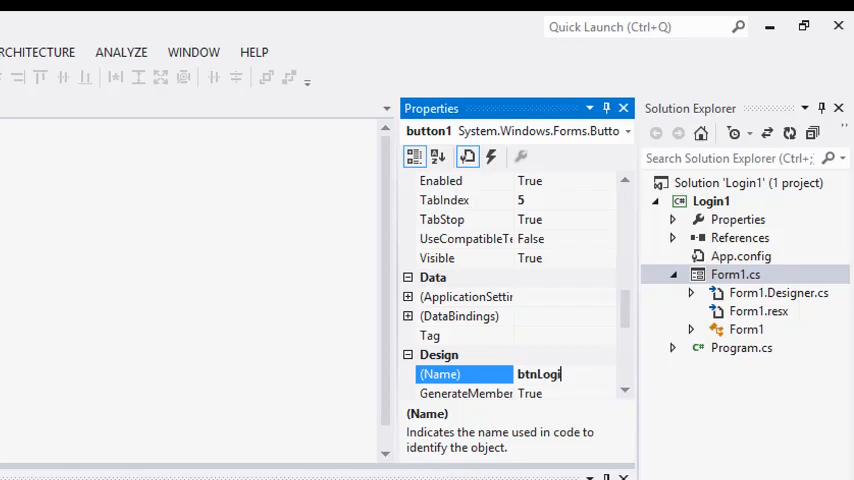 Quick Launch (Ctrl+Q)
RCHITECTURE ANALYZE WINDOW HELP
Properties
button1 System.Windows.Forms.Butto
Enabled True
TabIndex 5
TabStop True
UseCompatibleTe False
Visible True
Data
(ApplicationSettir
(DataBindings)
Tag
Design
(Name) btnLogi
GenerateMember True
(Name)
Indicates the name used in code to
identify the object.
Solution Explorer
Search Solution Explorer (Ctrl+;)
Solution 'Login1' (1 project)
Login1
Properties
References
App.config
Form1.cs
Form1.Designer.cs
Form1.resx
Form1
Program.cs